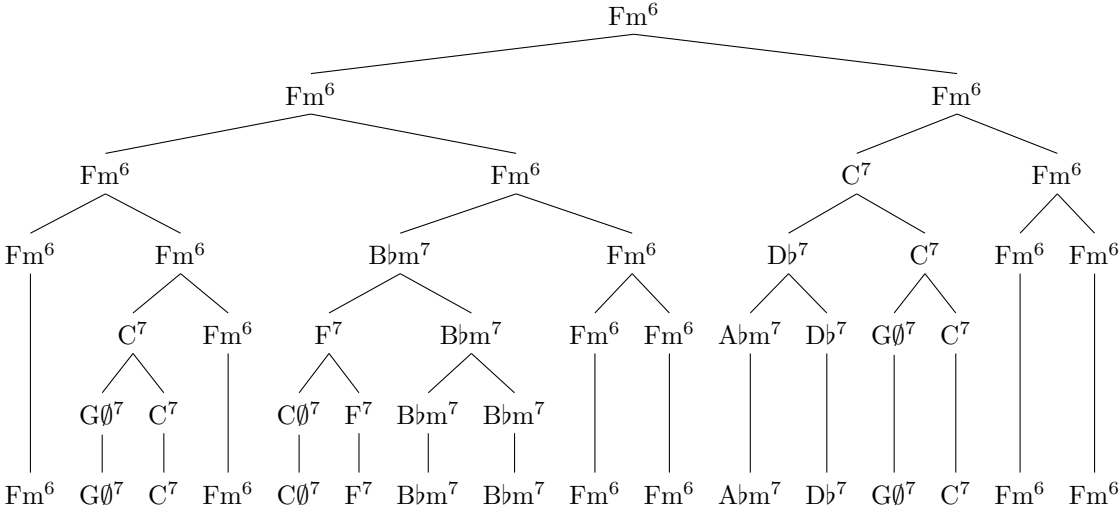 Fm⁶
Fm⁶ Fm⁶
Fm⁶ Fm⁶ C⁷ Fm⁶
Fm⁶ Fm⁶ B♭m⁷ Fm⁶ D♭⁷ C⁷ Fm⁶ Fm⁶
C⁷ Fm⁶ F⁷ B♭m⁷ Fm⁶ Fm⁶ A♭m⁷ D♭⁷ G∅⁷ C⁷
G∅⁷ C⁷ C∅⁷ F⁷ B♭m⁷ B♭m⁷
Fm⁶ G∅⁷ C⁷ Fm⁶ C∅⁷ F⁷ B♭m⁷ B♭m⁷ Fm⁶ Fm⁶ A♭m⁷ D♭⁷ G∅⁷ C⁷ Fm⁶ Fm⁶